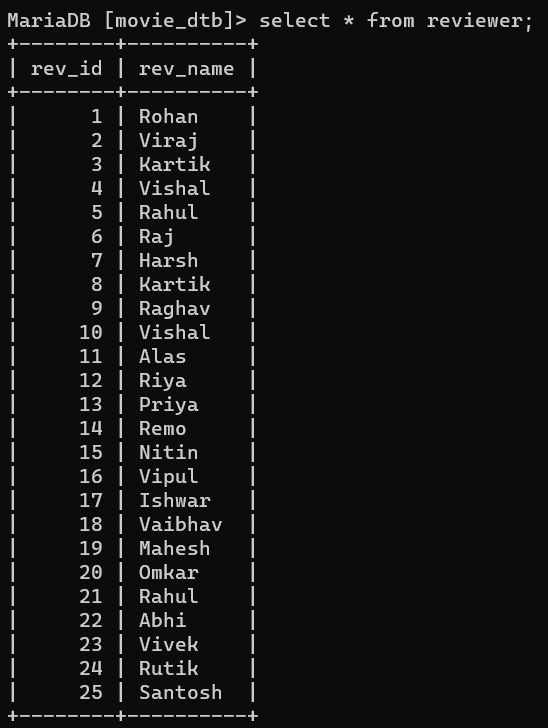 MariaDB [movie_dtb]> select * from reviewer;
+--------+----------+
| rev_id | rev_name |
+--------+----------+
|      1 | Rohan    |
|      2 | Viraj    |
|      3 | Kartik   |
|      4 | Vishal   |
|      5 | Rahul    |
|      6 | Raj      |
|      7 | Harsh    |
|      8 | Kartik   |
|      9 | Raghav   |
|     10 | Vishal   |
|     11 | Alas     |
|     12 | Riya     |
|     13 | Priya    |
|     14 | Remo     |
|     15 | Nitin    |
|     16 | Vipul    |
|     17 | Ishwar   |
|     18 | Vaibhav  |
|     19 | Mahesh   |
|     20 | Omkar    |
|     21 | Rahul    |
|     22 | Abhi     |
|     23 | Vivek    |
|     24 | Rutik    |
|     25 | Santosh  |
+--------+----------+